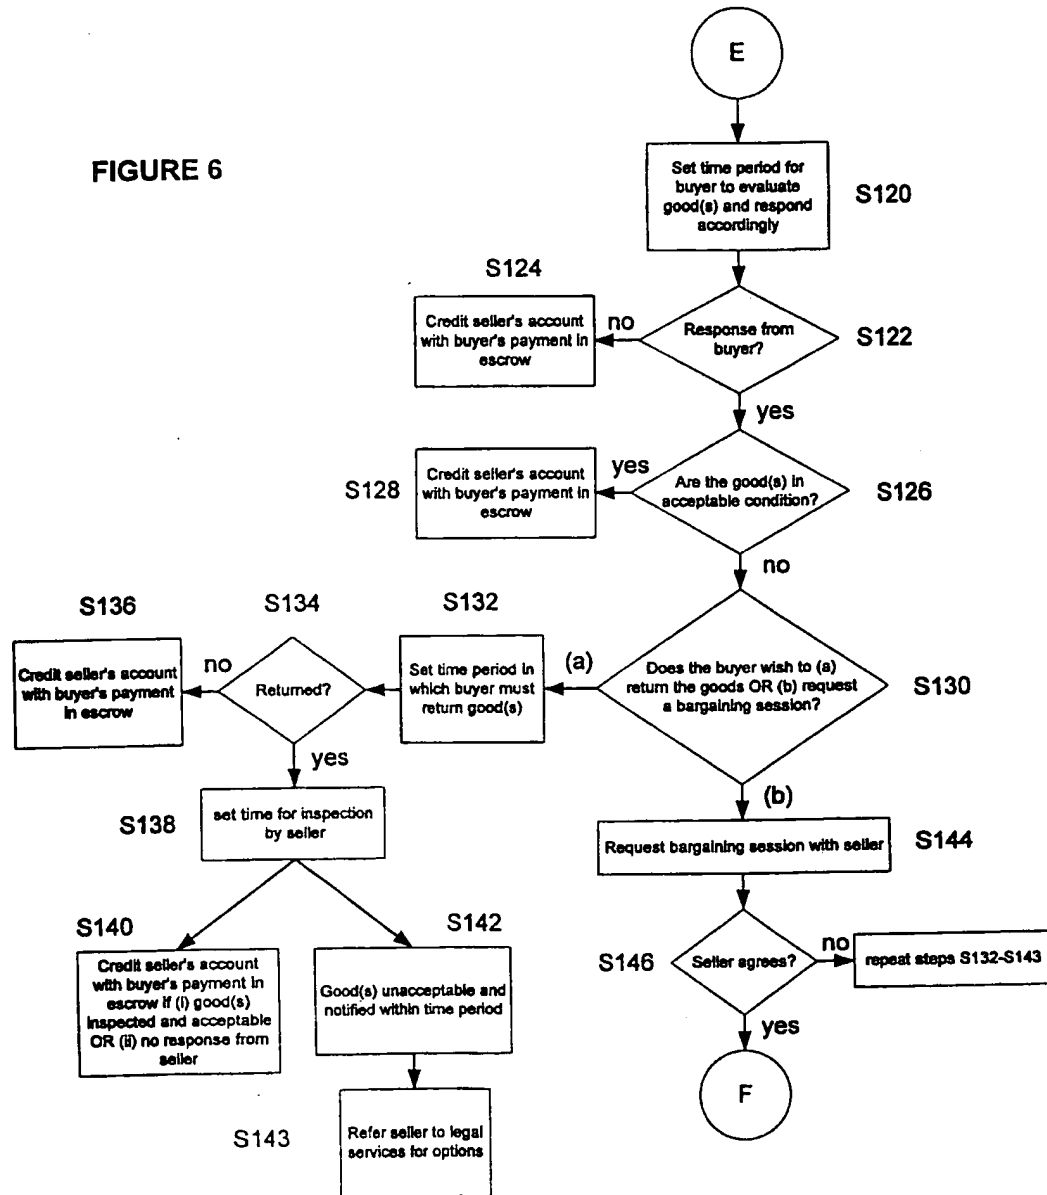 E
FIGURE 6
Set time period for
buyer to evaluate
good(s) and respond
accordingly
S120
S124
Credit seller's account
with buyer's payment in
escrow
no
Response from
buyer?
S122
yes
S128
Credit seller's account
with buyer's payment in
escrow
yes
Are the good(s) in
acceptable condition?
S126
no
S136
S134
S132
Credit seller's account
with buyer's payment
in escrow
no
Returned?
Set time period in
which buyer must
return good(s)
(a)
Does the buyer wish to (a)
return the goods OR (b) request
a bargaining session?
S130
yes
(b)
S138
set time for inspection
by seller
Request bargaining session with seller
S144
S140
Credit seller's account
with buyer's payment in
escrow if (i) good(s)
inspected and acceptable
OR (ii) no response from
seller
S142
Good(s) unacceptable and
notified within time period
S146
Seller agrees?
no
repeat steps S132-S143
yes
F
S143
Refer seller to legal
services for options